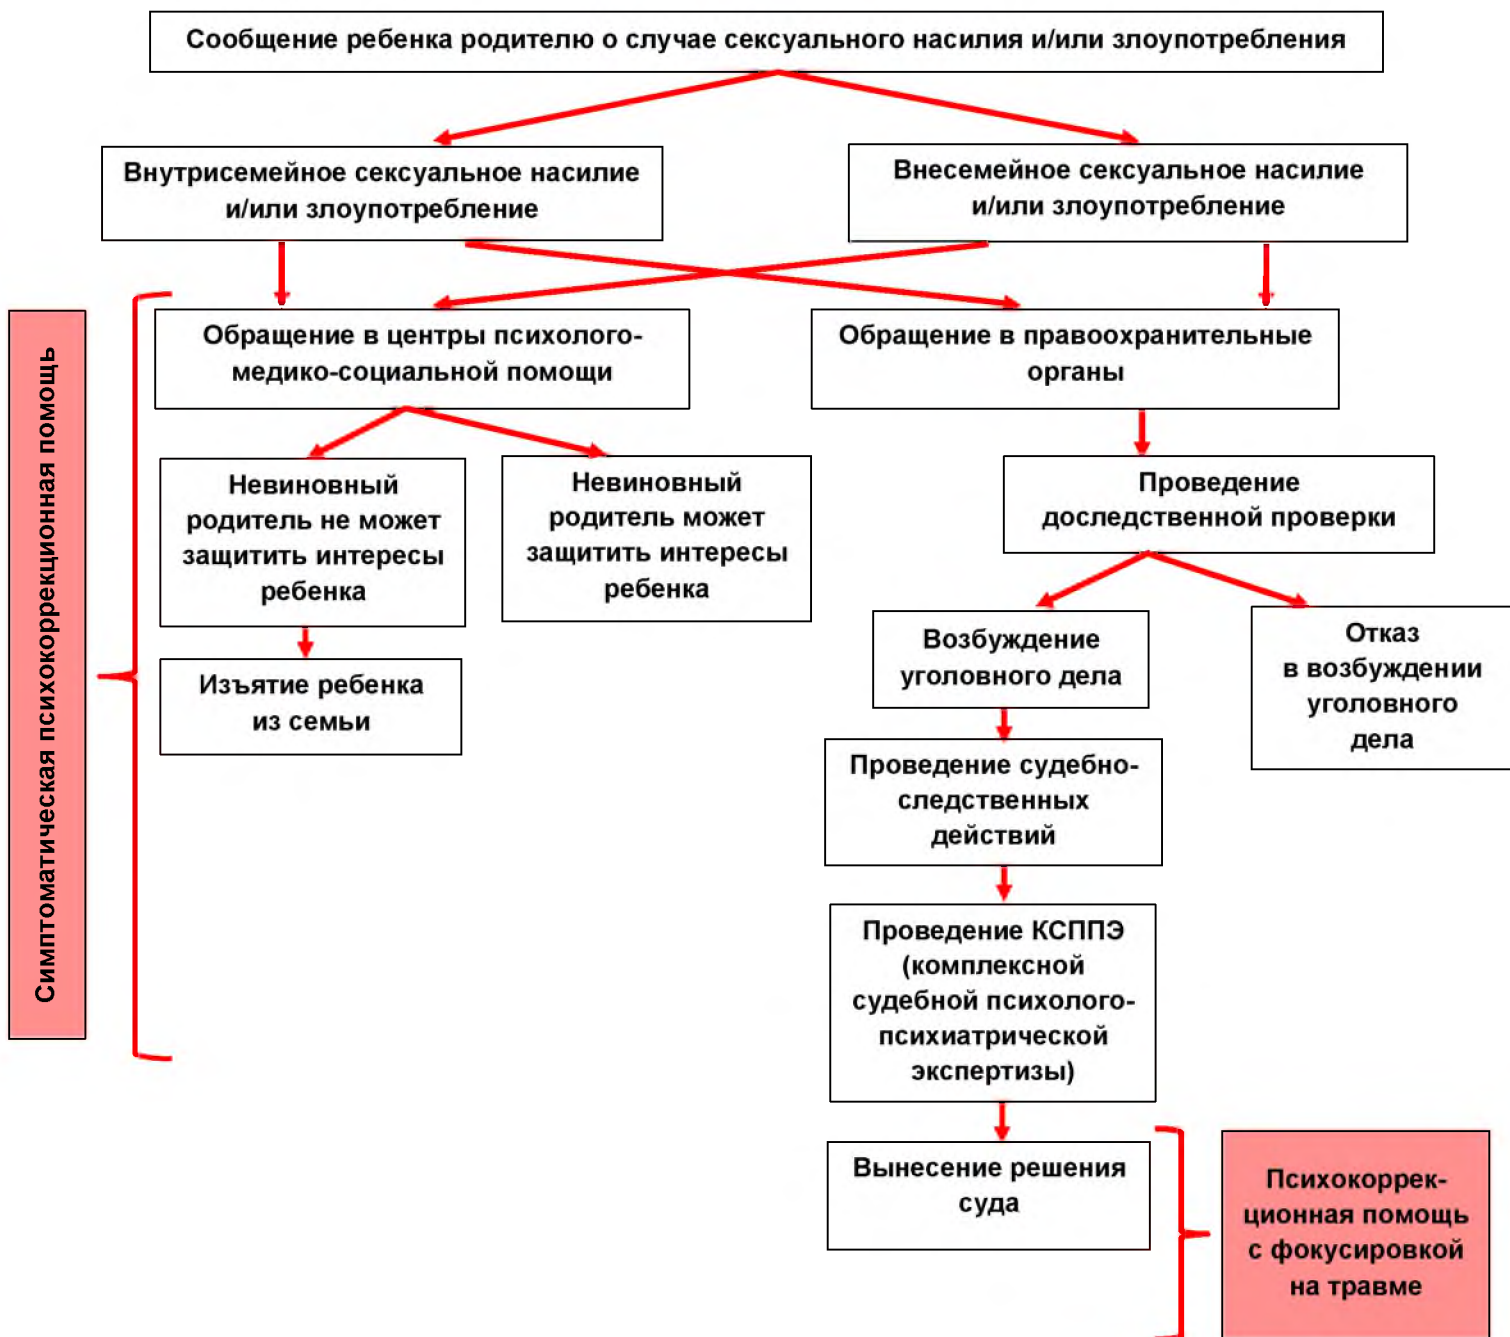 Сообщение ребенка родителю о случае сексуального насилия и/или злоупотребления
Внутрисемейное сексуальное насилие
и/или злоупотребление
Внесемейное сексуальное насилие
и/или злоупотребление
Симптоматическая психокоррекционная помощь
Обращение в центры психолого-
медико-социальной помощи
Обращение в правоохранительные
органы
Невиновный
родитель не может
защитить интересы
ребенка
Невиновный
родитель может
защитить интересы
ребенка
Проведение
доследственной проверки
Изъятие ребенка
из семьи
Возбуждение
уголовного дела
Отказ
в возбуждении
уголовного
дела
Проведение судебно-
следственных
действий
Проведение КСППЭ
(комплексной
судебной психолого-
психиатрической
экспертизы)
Вынесение решения
суда
Психокоррек-
ционная помощь
с фокусировкой
на травме